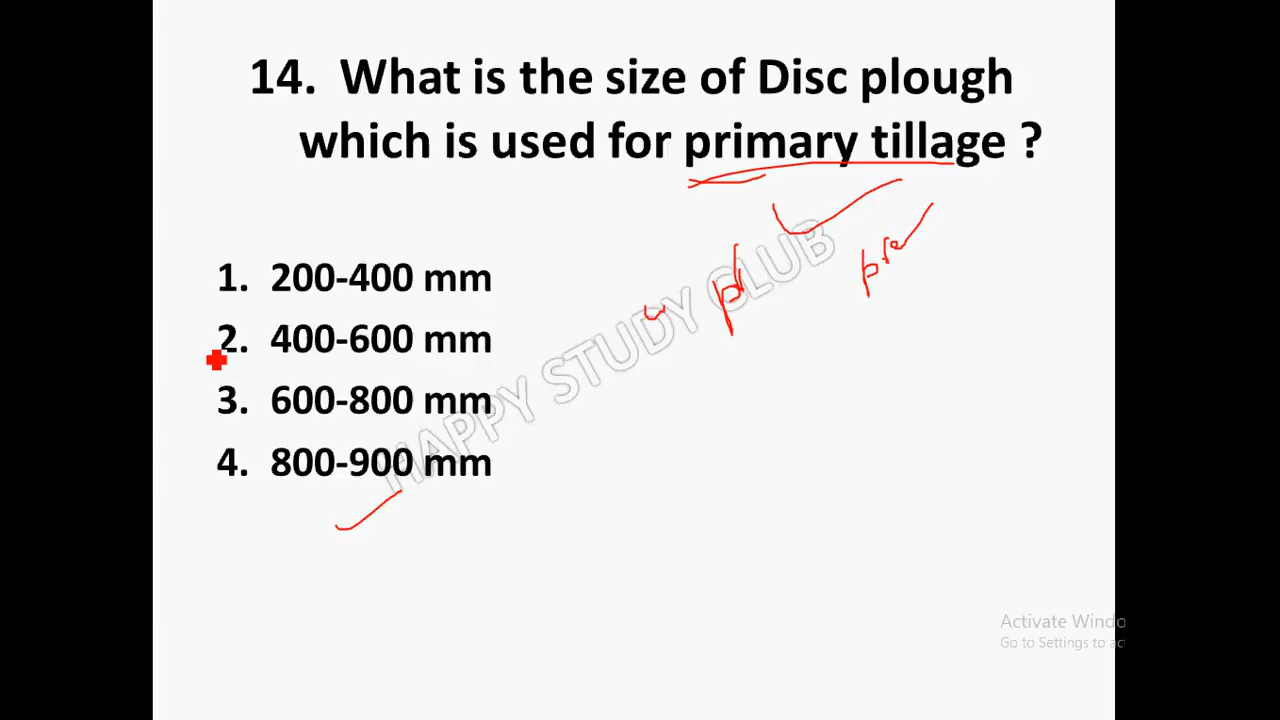 14. What is the size of Disc plough
which is used for primary tillage ?
1. 200-400 mm
2. 400-600 mm
3. 600-800 mm
4. 800-900 mm
HAPPY STUDY CLUB
Activate Windo
Go to Settings to act